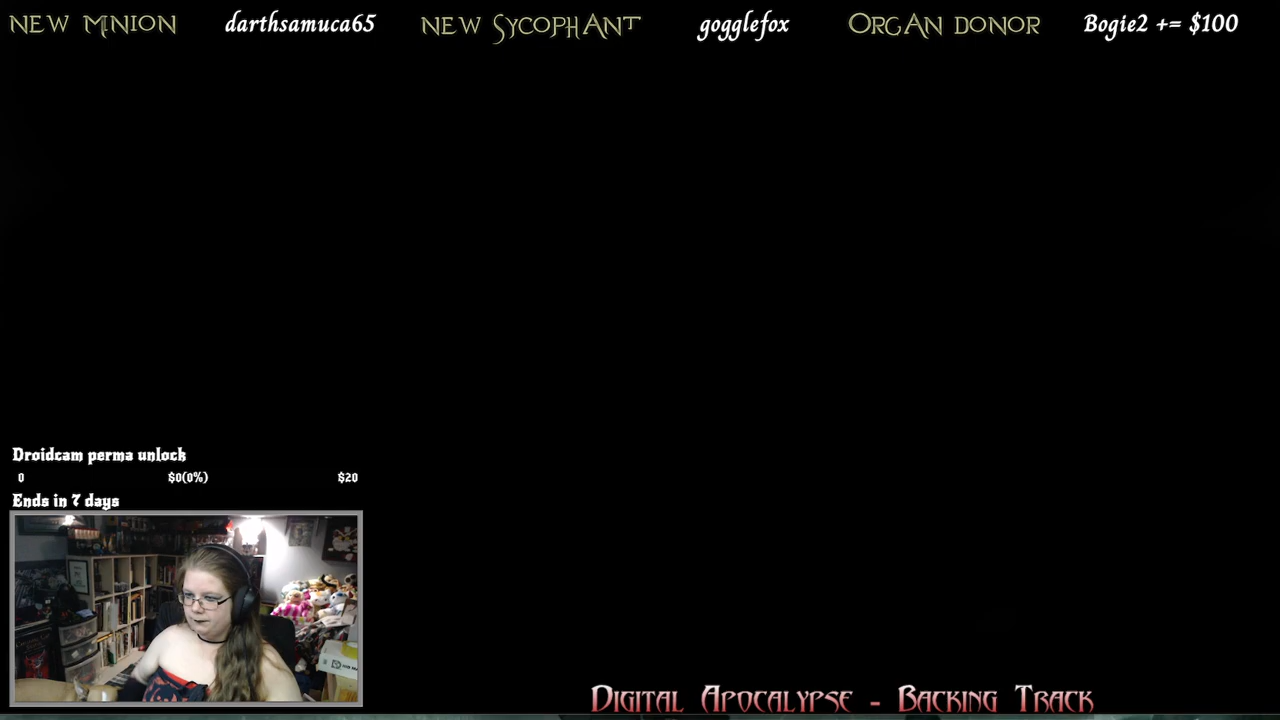 NEW MINION darthsamuca65 NEW SYCOPHANT gogglefox ORGAN DONOR Bogie2 += $100
Droidcam perma unlock
0 $0(0%) $20
Ends in 7 days
DIGITAL APOCALYPSE - BACKING TRACK